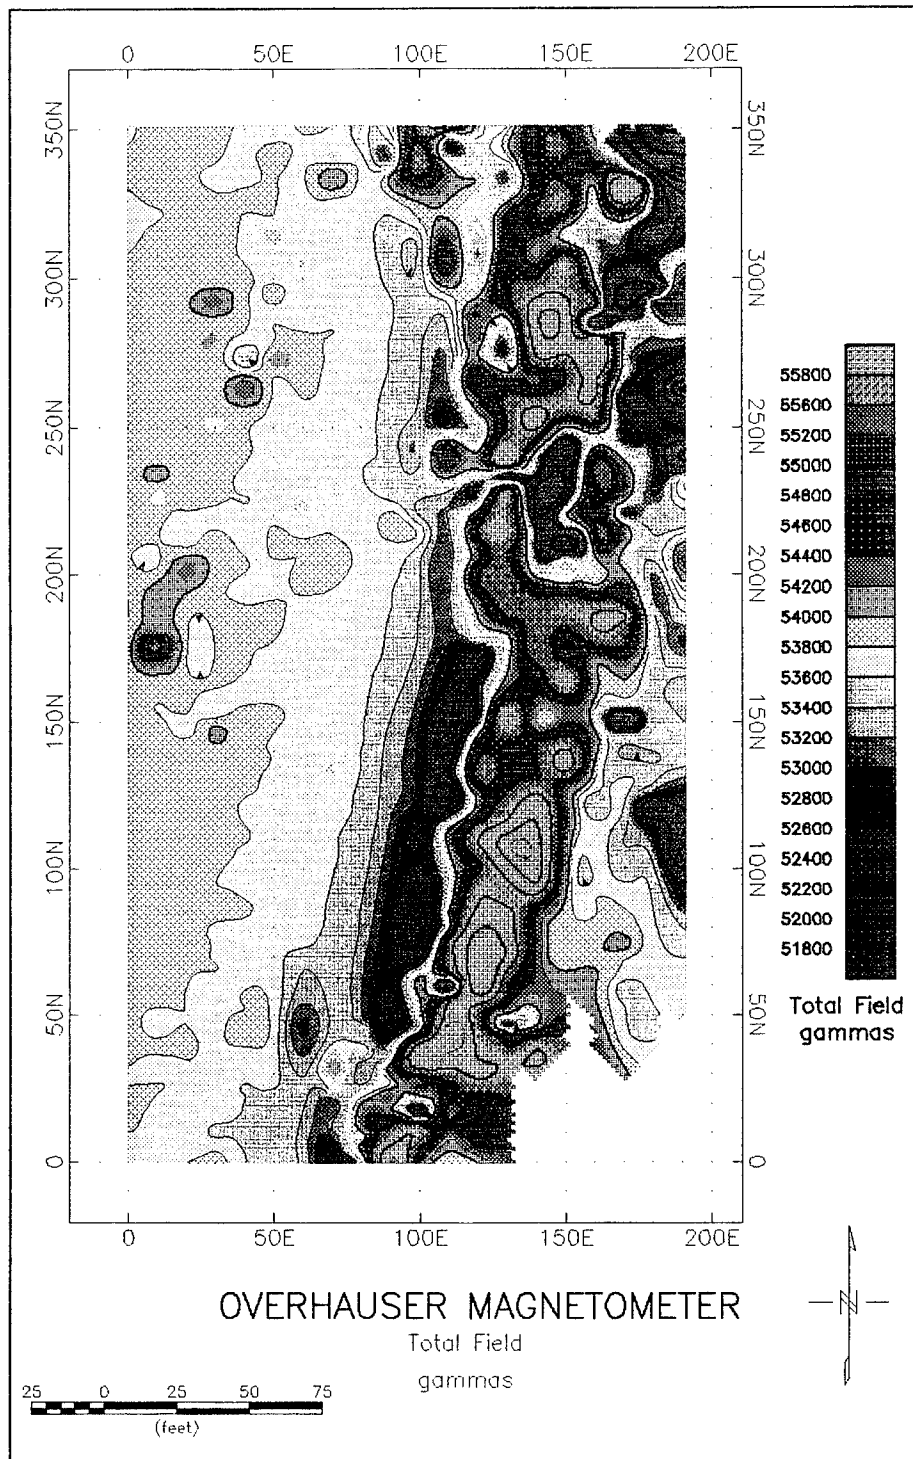 0 50E 100E 150E 200E
350N 350N
300N 300N
250N 250N
200N 200N
150N 150N
100N 100N
50N 50N
0 0
0 50E 100E 150E 200E
55800
55600
55200
55000
54800
54600
54400
54200
54000
53800
53600
53400
53200
53000
52800
52600
52400
52200
52000
51800
Total Field
gammas
OVERHAUSER MAGNETOMETER
Total Field
gammas
N
25 0 25 50 75
(feet)